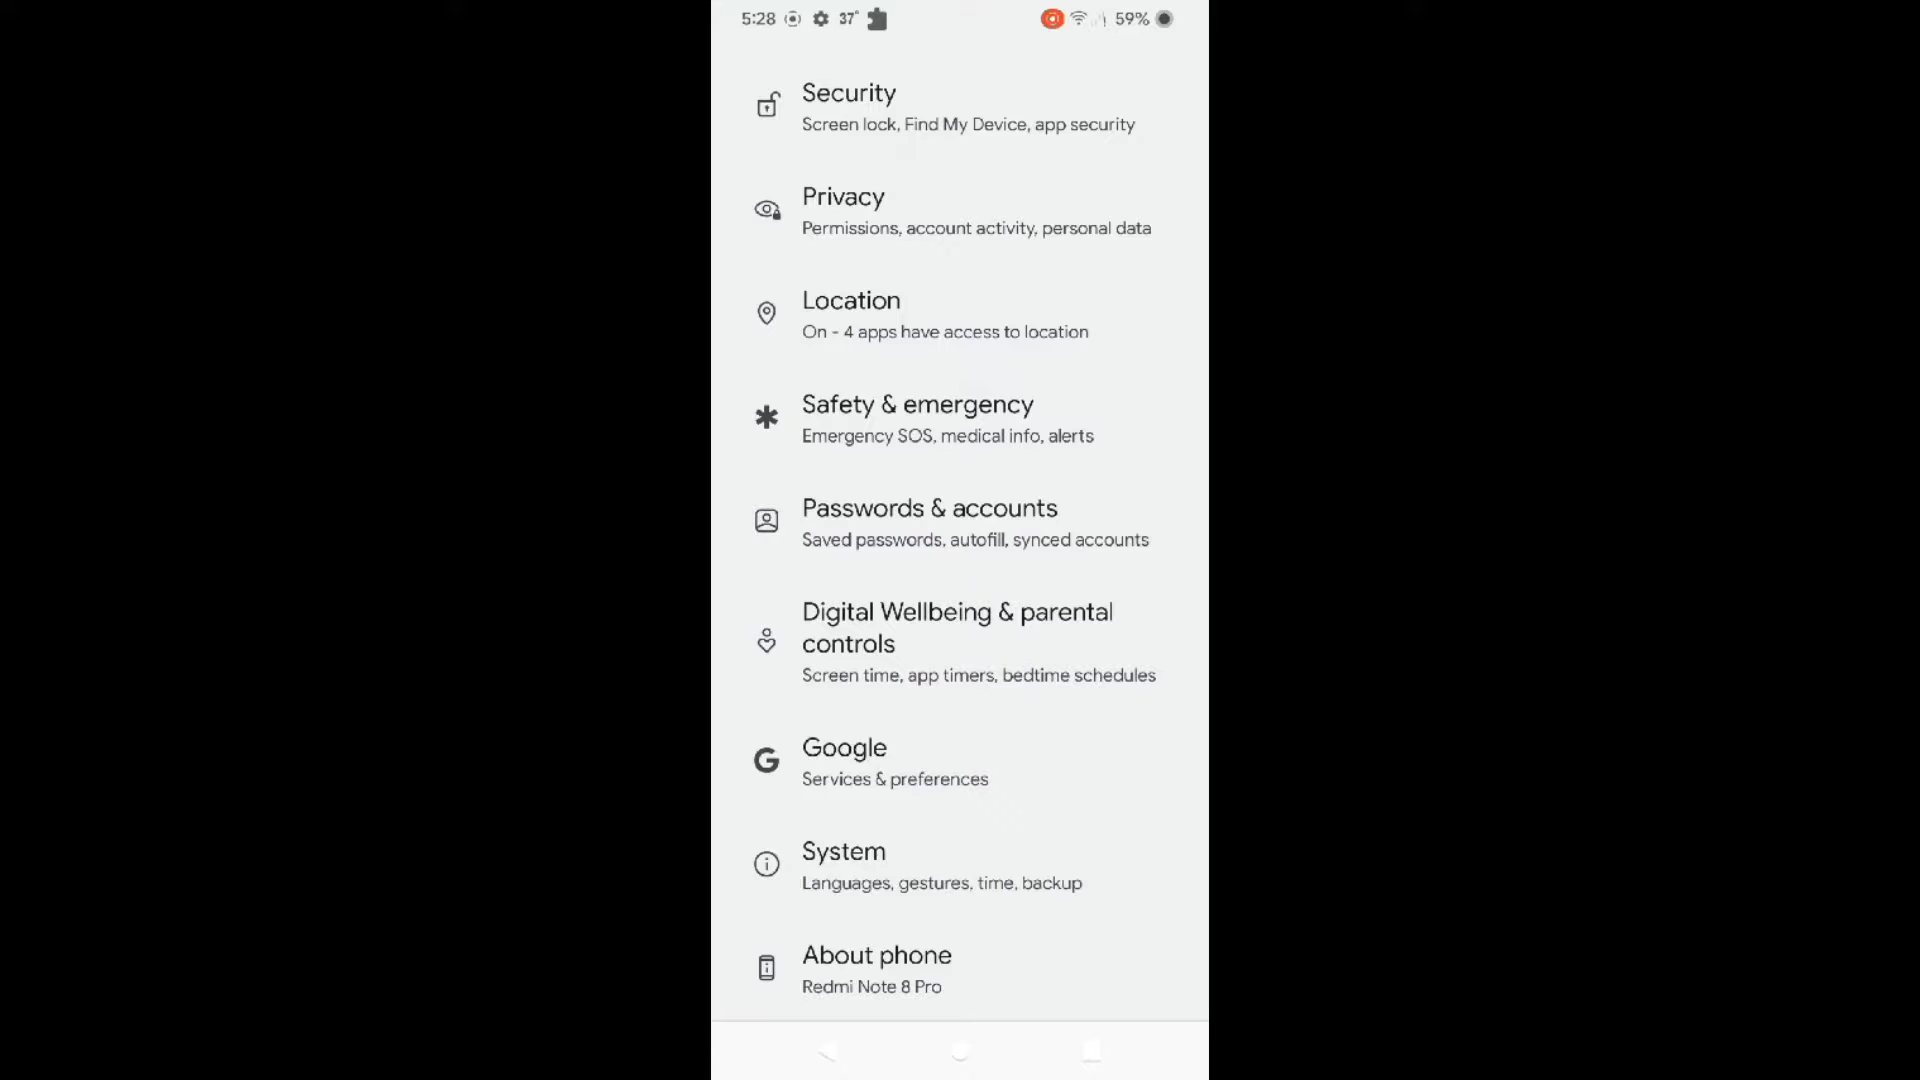 5:28 37° 59%
Security
Screen lock, Find My Device, app security
Privacy
Permissions, account activity, personal data
Location
On - 4 apps have access to location
Safety & emergency
Emergency SOS, medical info, alerts
Passwords & accounts
Saved passwords, autofill, synced accounts
Digital Wellbeing & parental
controls
Screen time, app timers, bedtime schedules
Google
Services & preferences
System
Languages, gestures, time, backup
About phone
Redmi Note 8 Pro